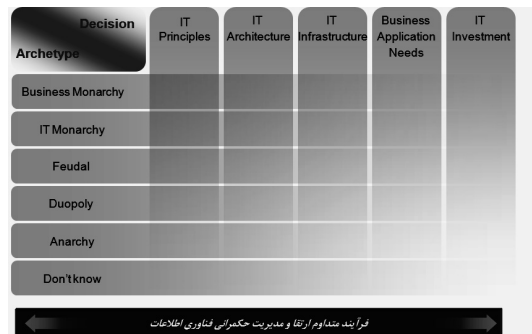 Decision
Archetype
IT Principles
IT Architecture
IT Infrastructure
Business Application Needs
IT Investment
Business Monarchy
IT Monarchy
Feudal
Duopoly
Anarchy
Don't know
فرآیند متداوم ارتقا و مدیریت حکمرانی فناوری اطلاعات